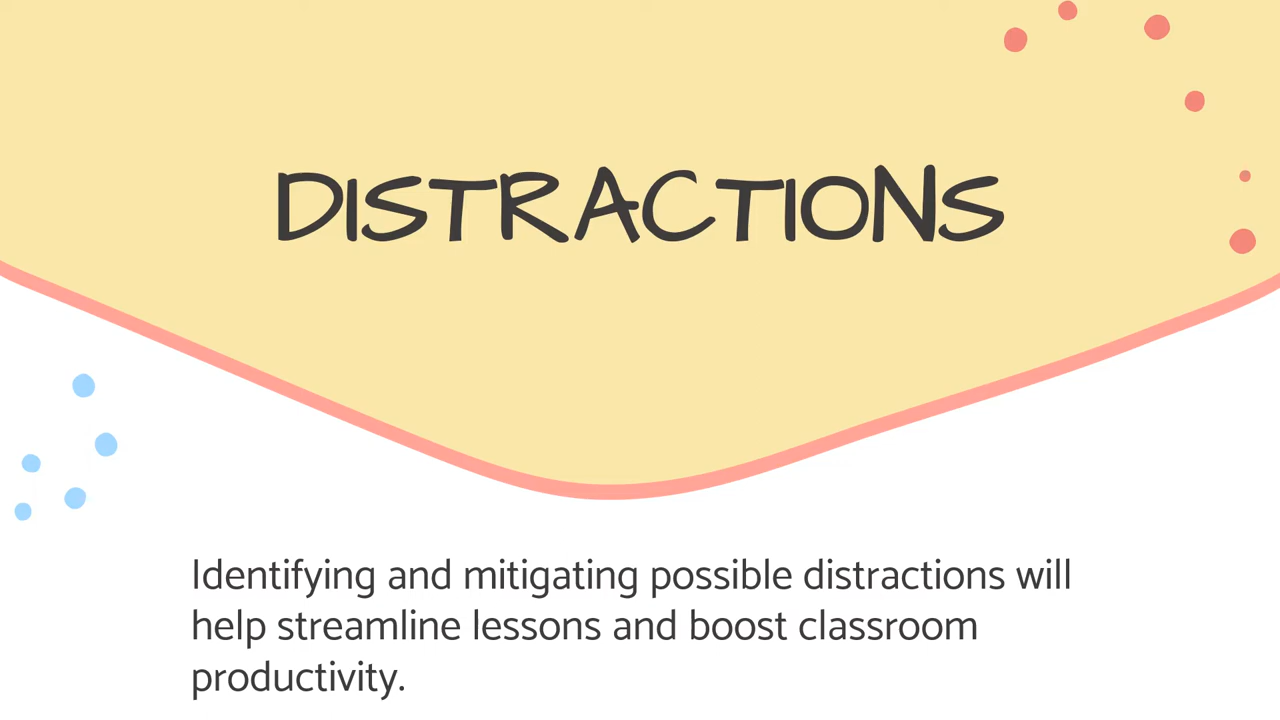 DISTRACTIONS
Identifying and mitigating possible distractions will
help streamline lessons and boost classroom
productivity.